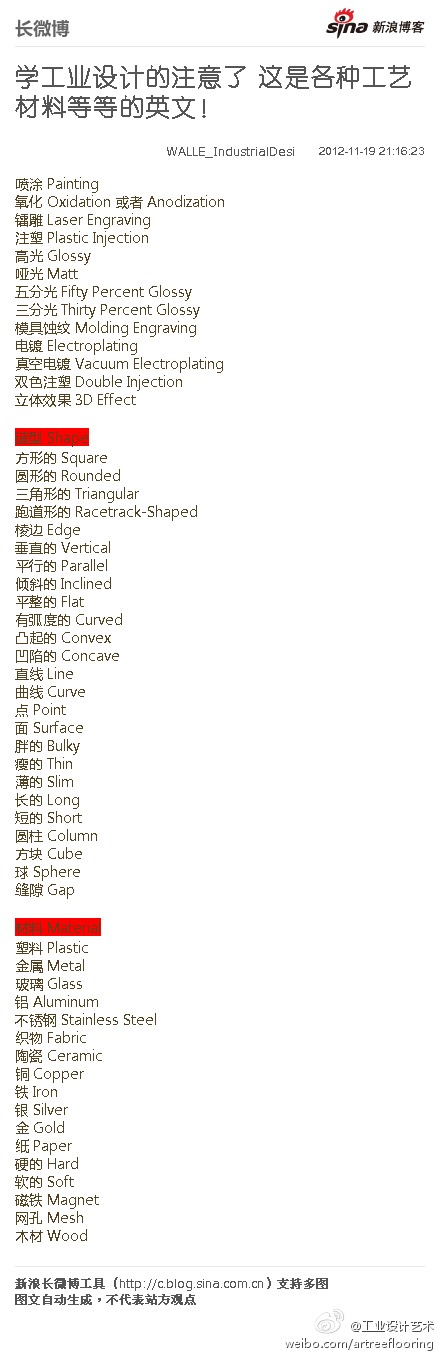 长微博
sina 新浪博客
学工业设计的注意了 这是各种工艺
材料等等的英文！
WALLE_IndustrialDesi 2012-11-19 21:16:23
喷涂 Painting
氧化 Oxidation 或者 Anodization
镭雕 Laser Engraving
注塑 Plastic Injection
高光 Glossy
哑光 Matt
五分光 Fifty Percent Glossy
三分光 Thirty Percent Glossy
模具蚀纹 Molding Engraving
电镀 Electroplating
真空电镀 Vacuum Electroplating
双色注塑 Double Injection
立体效果 3D Effect
造型 Shape
方形的 Square
圆形的 Rounded
三角形的 Triangular
跑道形的 Racetrack-Shaped
棱边 Edge
垂直的 Vertical
平行的 Parallel
倾斜的 Inclined
平整的 Flat
有弧度的 Curved
凸起的 Convex
凹陷的 Concave
直线 Line
曲线 Curve
点 Point
面 Surface
胖的 Bulky
瘦的 Thin
薄的 Slim
长的 Long
短的 Short
圆柱 Column
方块 Cube
球 Sphere
缝隙 Gap
材料 Material
塑料 Plastic
金属 Metal
玻璃 Glass
铝 Aluminum
不锈钢 Stainless Steel
织物 Fabric
陶瓷 Ceramic
铜 Copper
铁 Iron
银 Silver
金 Gold
纸 Paper
硬的 Hard
软的 Soft
磁铁 Magnet
网孔 Mesh
木材 Wood
新浪长微博工具（http://c.blog.sina.com.cn）支持多图
图文自动生成，不代表站方观点
@工业设计艺术
weibo.com/artreeflooring